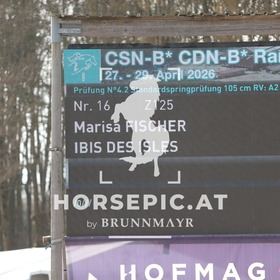 CSN-B* CDN-B* Ra
27. - 29. April 2026
Prüfung N°4.2 Standardspringprüfung 105 cm RV: A2
Nr. 16 Z125
Marisa FISCHER
IBIS DES ISLES
HORSEPIC.AT
by BRUNNMAYR
HOFMAG